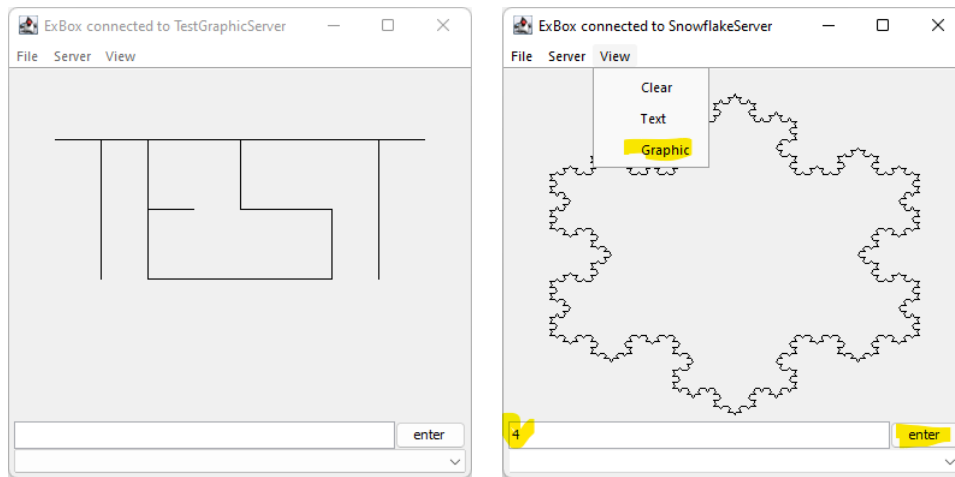 ExBox connected to TestGraphicServer
File Server View
enter
ExBox connected to SnowflakeServer
File Server View
Clear
Text
Graphic
4
enter